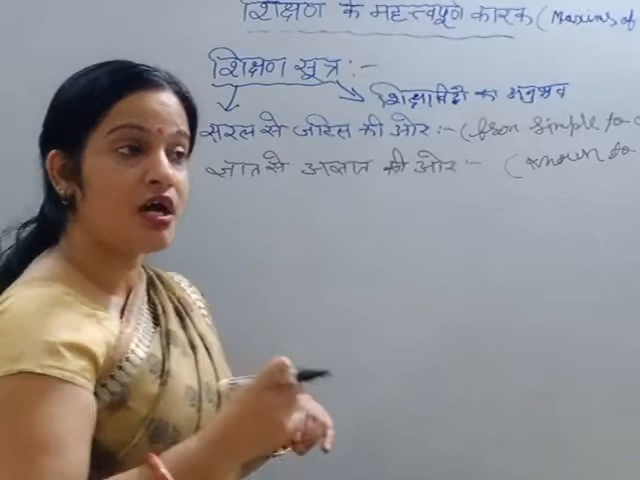 शिक्षण के महत्त्वपूर्ण कारक (Maxims of
शिक्षण सूत्र :-
शिक्षाविदों का अनुभव
सरल से जटिल की ओर :- (from simple to c
ज्ञात से अज्ञात की ओर :- (known to